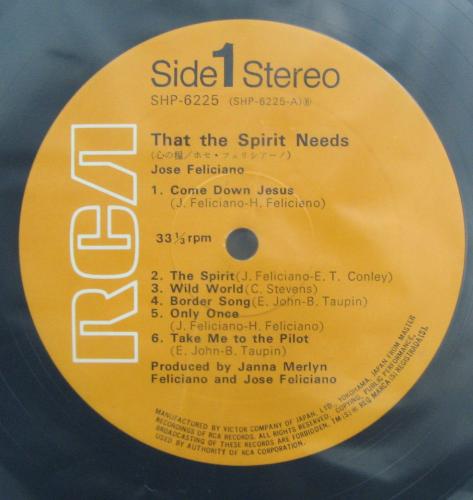 Side 1 Stereo
SHP-6225 (SHP-6225-A)Ⓡ
RCA
That the Spirit Needs
(心の糧/ホセ・フェリシアーノ)
Jose Feliciano
1. Come Down Jesus
(J. Feliciano-H. Feliciano)
33⅓ rpm
2. The Spirit(J. Feliciano-E. T. Conley)
3. Wild World(C. Stevens)
4. Border Song(E. John-B. Taupin)
5. Only Once
(J. Feliciano-H. Feliciano)
6. Take Me to the Pilot
(E. John-B. Taupin)
Produced by Janna Merlyn
Feliciano and Jose Feliciano
MANUFACTURED BY VICTOR COMPANY OF JAPAN, LTD. YOKOHAMA, JAPAN FROM MASTER
RECORDINGS OF RCA RECORDS. ALL RIGHTS RESERVED. COPYING, PUBLIC PERFORMANCE,
BROADCASTING OF THESE RECORDS ARE FORBIDDEN. TM(S) ® REG MARCA(S) REGISTRADA(S),
USED BY AUTHORITY OF RCA CORPORATION.